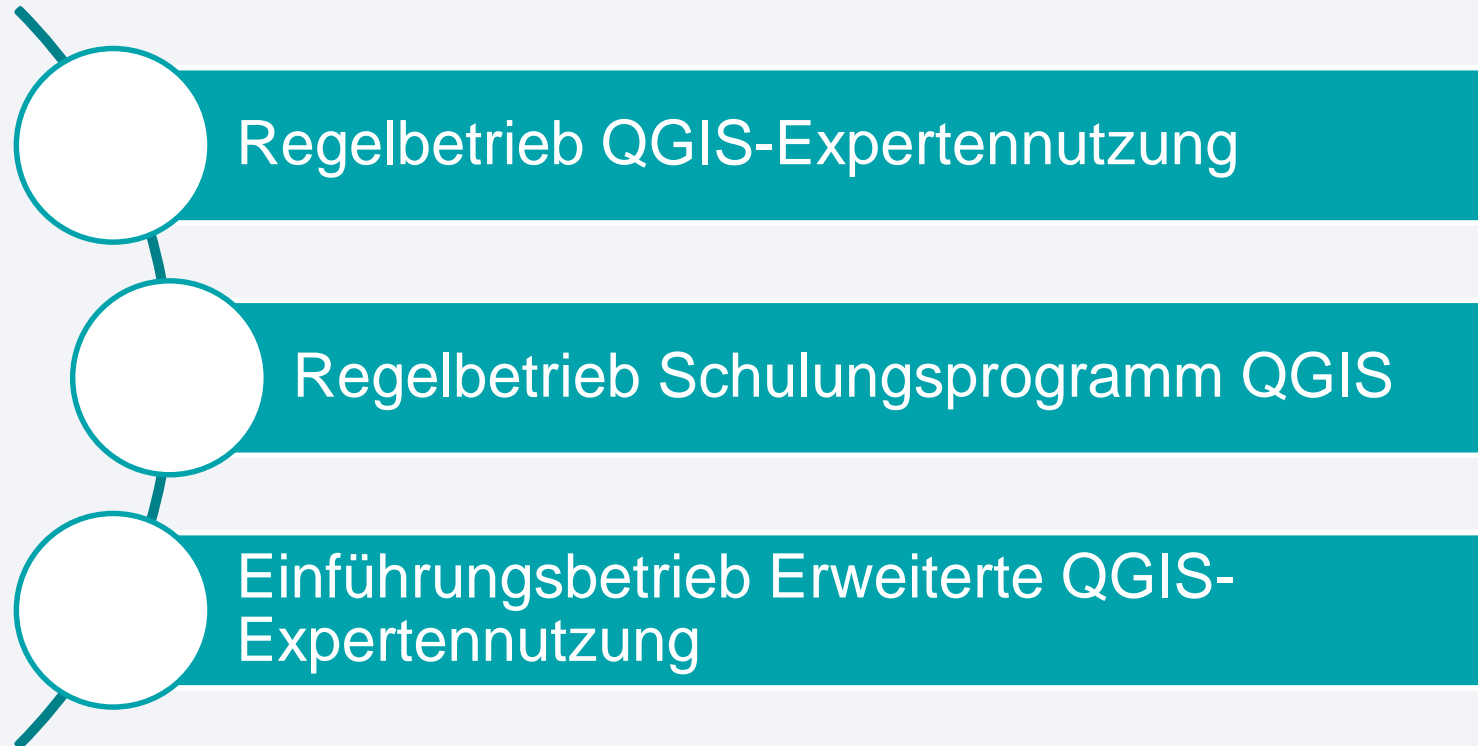 Regelbetrieb QGIS-Expertennutzung
Regelbetrieb Schulungsprogramm QGIS
Einführungsbetrieb Erweiterte QGIS-
Expertennutzung